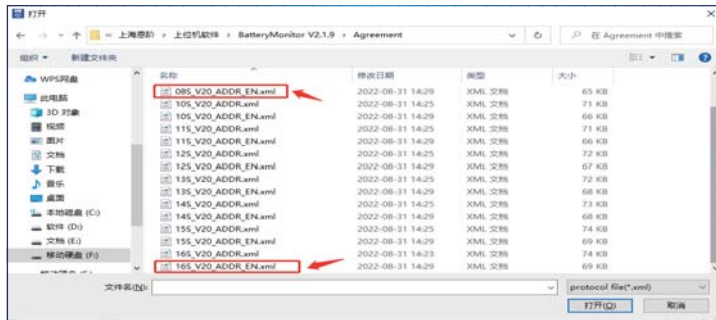 打开
« 上海恩阶 › 上位机软件 › BatteryMonitor V2.1.9 › Agreement
在 Agreement 中搜索
组织 新建文件夹
名称 修改日期 类型 大小
WPS网盘
此电脑
3D 对象
视频
图片
文档
下载
音乐
桌面
本地磁盘 (C:)
软件 (D:)
文档 (E:)
移动硬盘 (F:)
08S_V20_ADDR_EN.xml 2022-08-31 14:29 XML 文档 65 KB
10S_V20_ADDR.xml 2022-08-31 14:25 XML 文档 71 KB
10S_V20_ADDR_EN.xml 2022-08-31 14:29 XML 文档 66 KB
11S_V20_ADDR.xml 2022-08-31 14:25 XML 文档 71 KB
11S_V20_ADDR_EN.xml 2022-08-31 14:29 XML 文档 66 KB
12S_V20_ADDR.xml 2022-08-31 14:25 XML 文档 72 KB
12S_V20_ADDR_EN.xml 2022-08-31 14:29 XML 文档 67 KB
13S_V20_ADDR.xml 2022-08-31 14:25 XML 文档 72 KB
13S_V20_ADDR_EN.xml 2022-08-31 14:29 XML 文档 68 KB
14S_V20_ADDR.xml 2022-08-31 14:25 XML 文档 73 KB
14S_V20_ADDR_EN.xml 2022-08-31 14:29 XML 文档 68 KB
15S_V20_ADDR.xml 2022-08-31 14:25 XML 文档 74 KB
15S_V20_ADDR_EN.xml 2022-08-31 14:29 XML 文档 69 KB
16S_V20_ADDR.xml 2022-08-31 14:23 XML 文档 74 KB
16S_V20_ADDR_EN.xml 2022-08-31 14:29 XML 文档 69 KB
文件名(N):
protocol file(*.xml)
打开(O) 取消